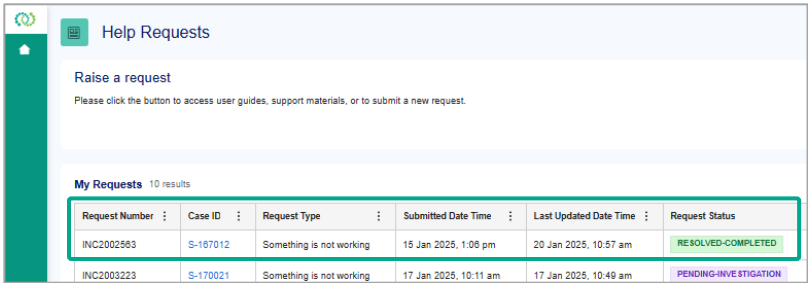 Help Requests
Raise a request
Please click the button to access user guides, support materials, or to submit a new request.
My Requests 10 results
Request Number Case ID Request Type Submitted Date Time Last Updated Date Time Request Status
INC2002563 S-167012 Something is not working 15 Jan 2025, 1:06 pm 20 Jan 2025, 10:57 am RESOLVED-COMPLETED
INC2003223 S-170021 Something is not working 17 Jan 2025, 10:11 am 17 Jan 2025, 10:49 am PENDING-INVESTIGATION